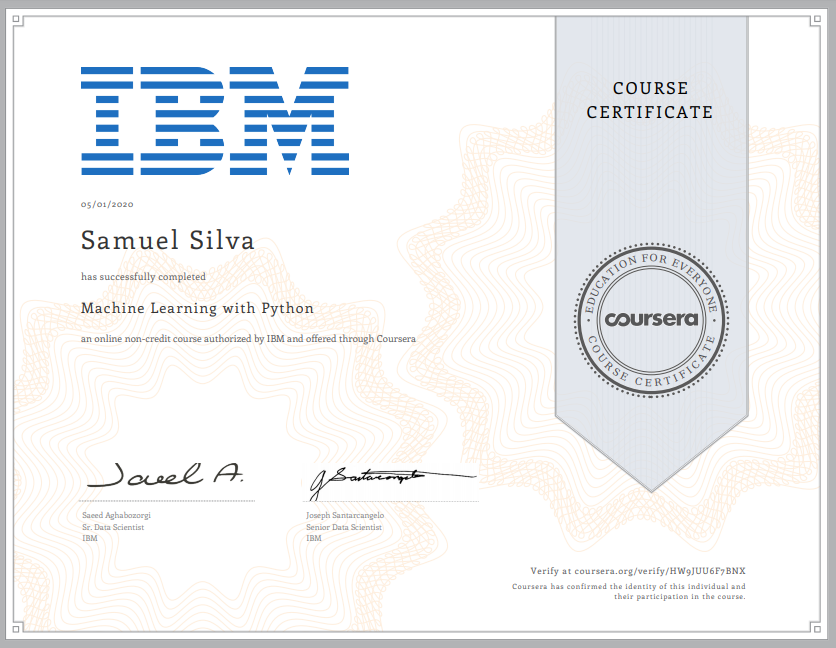 IBM
COURSE
CERTIFICATE
05/01/2020
Samuel Silva
has successfully completed
Machine Learning with Python
an online non-credit course authorized by IBM and offered through Coursera
EDUCATION FOR EVERYONE
coursera
COURSE CERTIFICATE
Saeed Aghabozorgi
Sr. Data Scientist
IBM
Joseph Santarcangelo
Senior Data Scientist
IBM
Verify at coursera.org/verify/HW9JUU6F7BNX
Coursera has confirmed the identity of this individual and
their participation in the course.